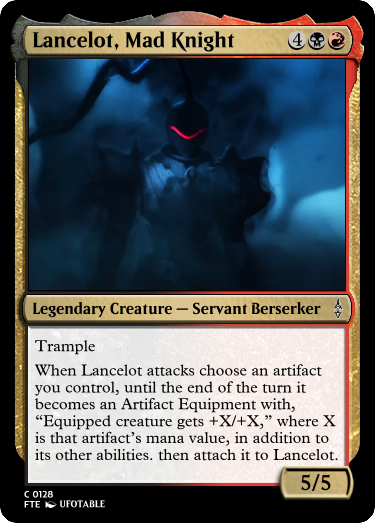 Lancelot, Mad Knight 4
Legendary Creature — Servant Berserker
Trample
When Lancelot attacks choose an artifact
you control, until the end of the turn it
becomes an Artifact Equipment with,
“Equipped creature gets +X/+X,” where X
is that artifact’s mana value, in addition to
its other abilities. then attach it to Lancelot.
5/5
C 0128
FTE UFOTABLE